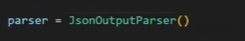 parser = JsonOutputParser()